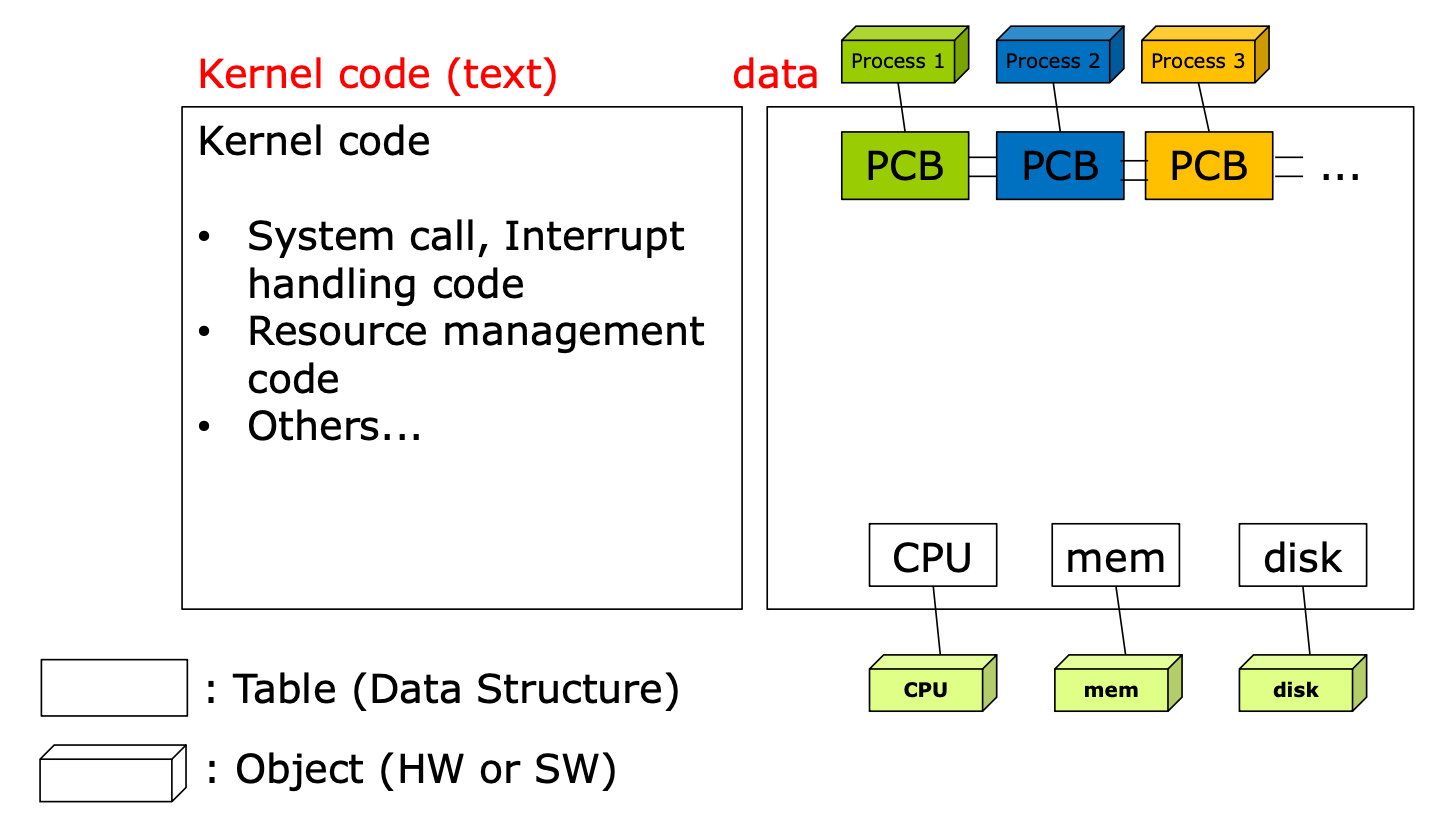 Kernel code (text)
data
Process 1
Process 2
Process 3
Kernel code
• System call, Interrupt
handling code
• Resource management
code
• Others...
PCB
PCB
PCB
...
CPU
mem
disk
CPU
mem
disk
: Table (Data Structure)
: Object (HW or SW)